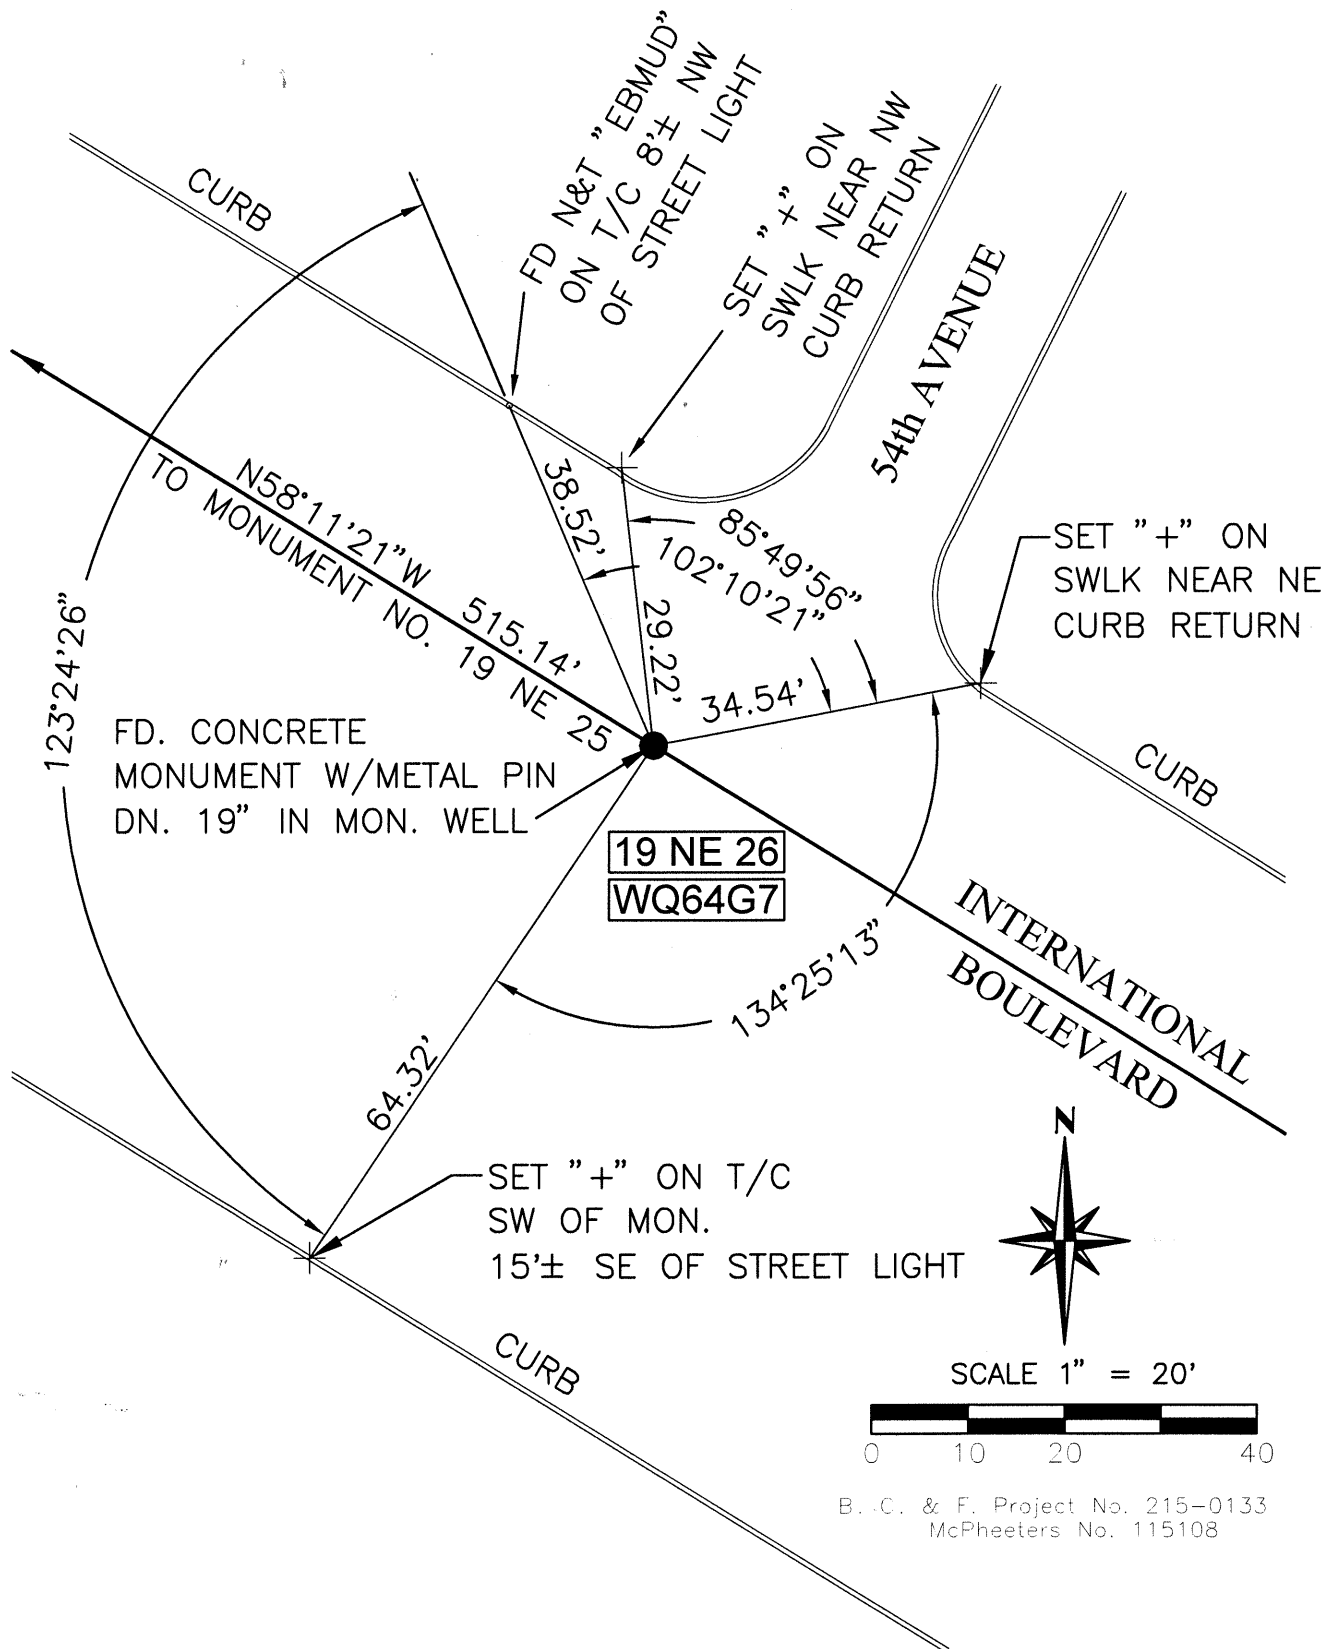 FD N&T "EBMUD"
ON T/C 8'± NW
OF STREET LIGHT
SET "+" ON
SWLK NEAR NW
CURB RETURN
CURB
54th AVENUE
N58°11'21"W 515.14'
TO MONUMENT NO. 19 NE 25
38.52'
29.22'
85°49'56"
102°10'21"
34.54'
SET "+" ON
SWLK NEAR NE
CURB RETURN
123°24'26"
FD. CONCRETE
MONUMENT W/METAL PIN
DN. 19" IN MON. WELL
CURB
19 NE 26
WQ64G7
INTERNATIONAL
BOULEVARD
134°25'13"
64.32'
SET "+" ON T/C
SW OF MON.
15'± SE OF STREET LIGHT
CURB
N
SCALE 1" = 20'
0 10 20 40
B. C. & F. Project No. 215-0133
McPheeters No. 115108